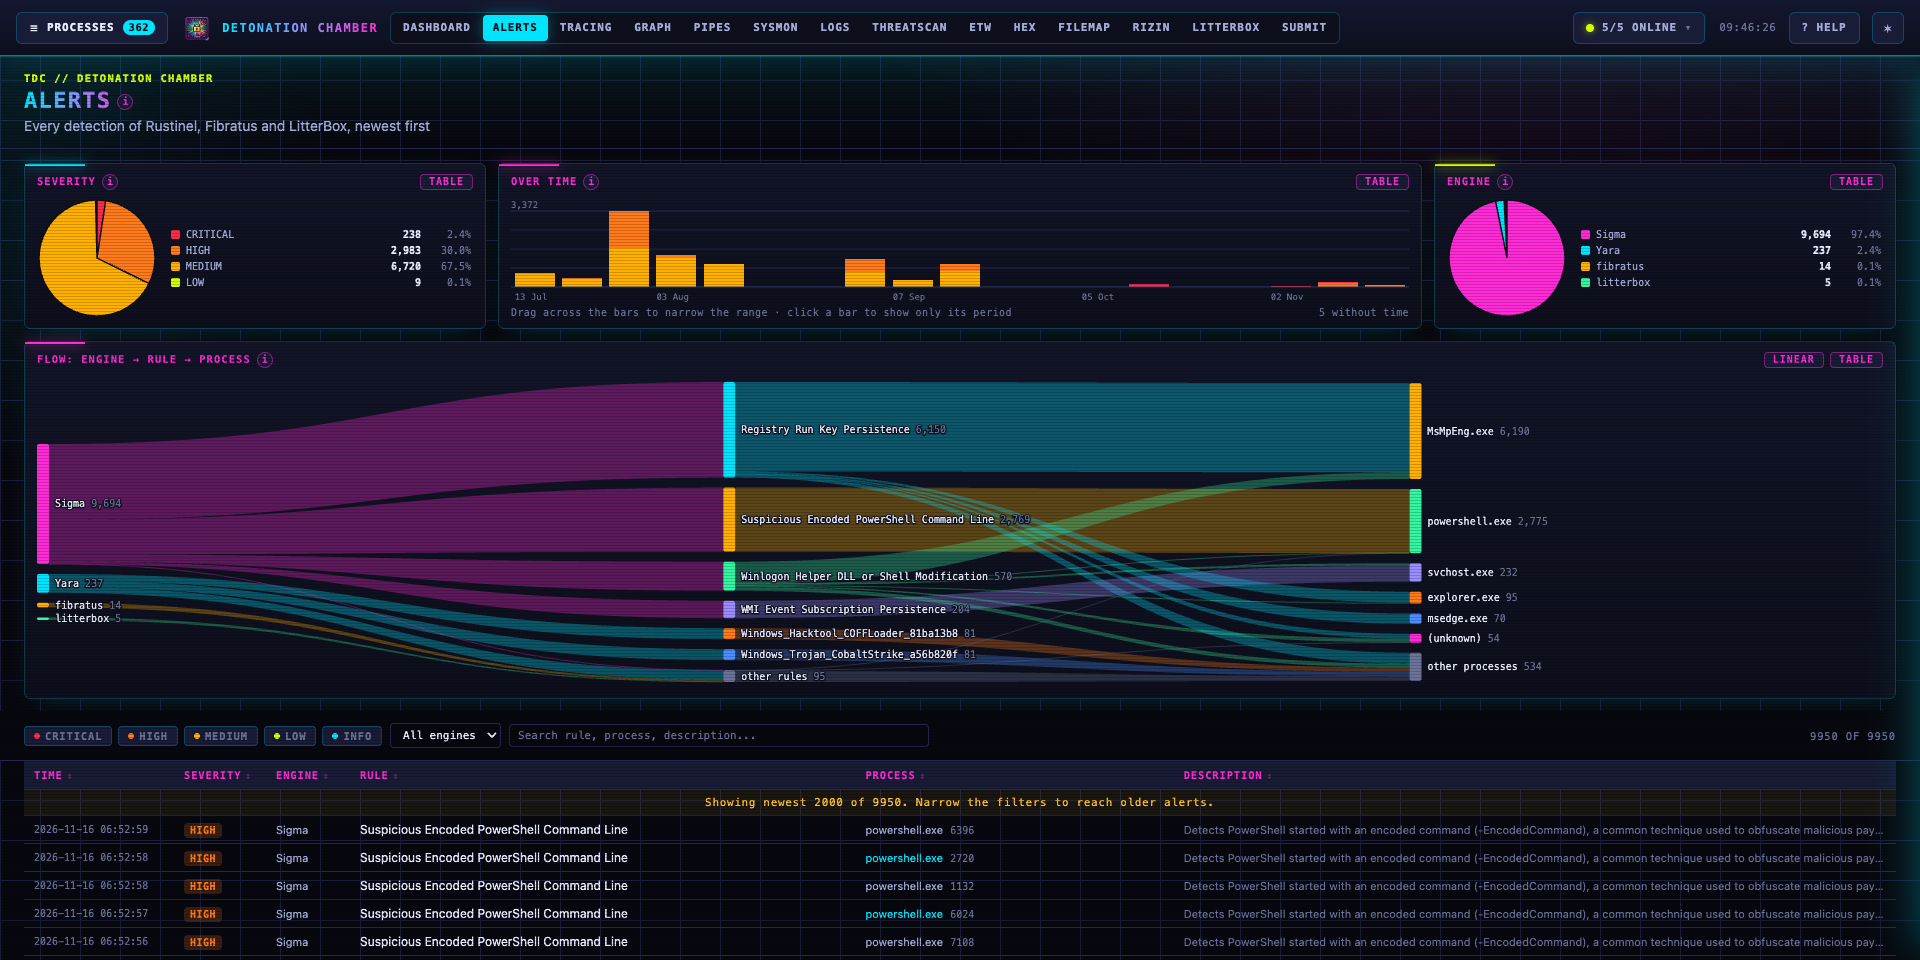 ≡ PROCESSES 362
DETONATION CHAMBER
DASHBOARD ALERTS TRACING GRAPH PIPES SYSMON LOGS THREATSCAN ETW HEX FILEMAP RIZIN LITTERBOX SUBMIT
5/5 ONLINE
09:46:26
? HELP
TDC // DETONATION CHAMBER
ALERTS i
Every detection of Rustinel, Fibratus and LitterBox, newest first
SEVERITY i TABLE
CRITICAL 238 2.4%
HIGH 2,983 30.0%
MEDIUM 6,720 67.5%
LOW 9 0.1%
OVER TIME i TABLE
3,372
13 Jul 03 Aug 07 Sep 05 Oct 02 Nov
Drag across the bars to narrow the range · click a bar to show only its period 5 without time
ENGINE i TABLE
Sigma 9,694 97.4%
Yara 237 2.4%
fibratus 14 0.1%
litterbox 5 0.1%
FLOW: ENGINE → RULE → PROCESS i LINEAR TABLE
Sigma 9,694
Yara 237
fibratus 14
litterbox 5
Registry Run Key Persistence 6,150
Suspicious Encoded PowerShell Command Line 2,769
Winlogon Helper DLL or Shell Modification 570
WMI Event Subscription Persistence 204
Windows_Hacktool_COFFLoader_81ba13b8 81
Windows_Trojan_CobaltStrike_a56b820f 81
other rules 95
MsMpEng.exe 6,190
powershell.exe 2,775
svchost.exe 232
explorer.exe 95
msedge.exe 70
(unknown) 54
other processes 534
CRITICAL HIGH MEDIUM LOW INFO All engines Search rule, process, description... 9950 OF 9950
TIME SEVERITY ENGINE RULE PROCESS DESCRIPTION
Showing newest 2000 of 9950. Narrow the filters to reach older alerts.
2026-11-16 06:52:59 HIGH Sigma Suspicious Encoded PowerShell Command Line powershell.exe 6396 Detects PowerShell started with an encoded command (-EncodedCommand), a common technique used to obfuscate malicious pay...
2026-11-16 06:52:58 HIGH Sigma Suspicious Encoded PowerShell Command Line powershell.exe 2720 Detects PowerShell started with an encoded command (-EncodedCommand), a common technique used to obfuscate malicious pay...
2026-11-16 06:52:58 HIGH Sigma Suspicious Encoded PowerShell Command Line powershell.exe 1132 Detects PowerShell started with an encoded command (-EncodedCommand), a common technique used to obfuscate malicious pay...
2026-11-16 06:52:57 HIGH Sigma Suspicious Encoded PowerShell Command Line powershell.exe 6024 Detects PowerShell started with an encoded command (-EncodedCommand), a common technique used to obfuscate malicious pay...
2026-11-16 06:52:56 HIGH Sigma Suspicious Encoded PowerShell Command Line powershell.exe 7108 Detects PowerShell started with an encoded command (-EncodedCommand), a common technique used to obfuscate malicious pay...